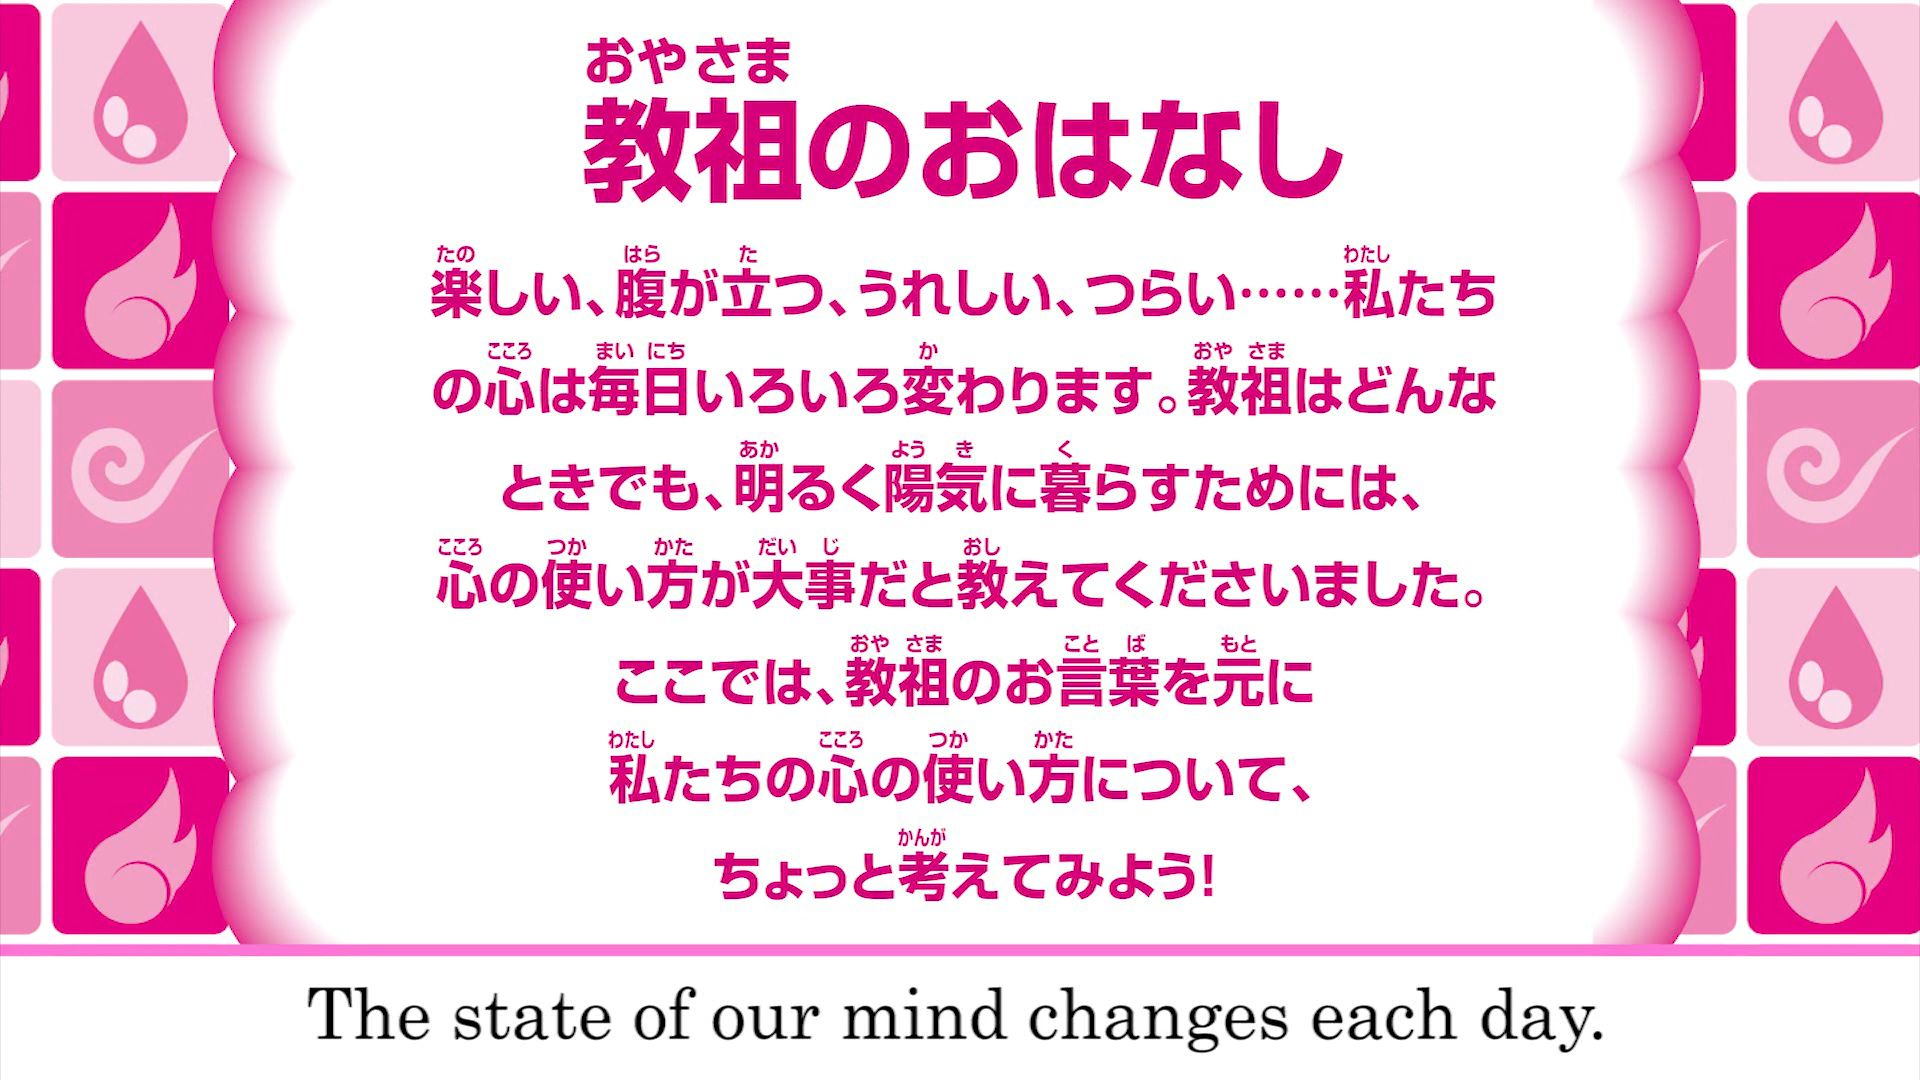 おやさま
教祖のおはなし
たの はら た わたし
楽しい、腹が立つ、うれしい、つらい……私たち
こころ まい にち か おや さま
の心は毎日いろいろ変わります。教祖はどんな
あか よう き く
ときでも、明るく陽気に暮らすためには、
こころ つか かた だい じ おし
心の使い方が大事だと教えてくださいました。
おや さま こと ば もと
ここでは、教祖のお言葉を元に
わたし こころ つか かた
私たちの心の使い方について、
かんが
ちょっと考えてみよう!
The state of our mind changes each day.